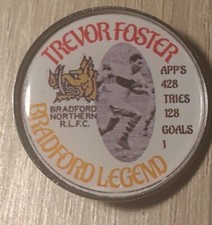 TREVOR FOSTER
BRADFORD
NORTHERN
R.L.F.C.
APP'S
428
TRIES
128
GOALS
1
BRADFORD LEGEND